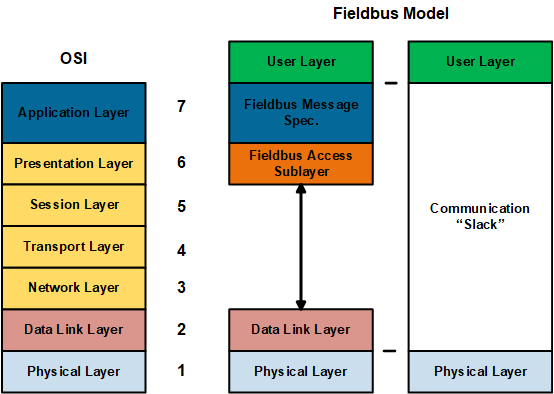 Fieldbus Model
OSI
Application Layer
Presentation Layer
Session Layer
Transport Layer
Network Layer
Data Link Layer
Physical Layer
7
6
5
4
3
2
1
User Layer
Fieldbus Message
Spec.
Fieldbus Access
Sublayer
Data Link Layer
Physical Layer
User Layer
Communication
“Slack”
Physical Layer